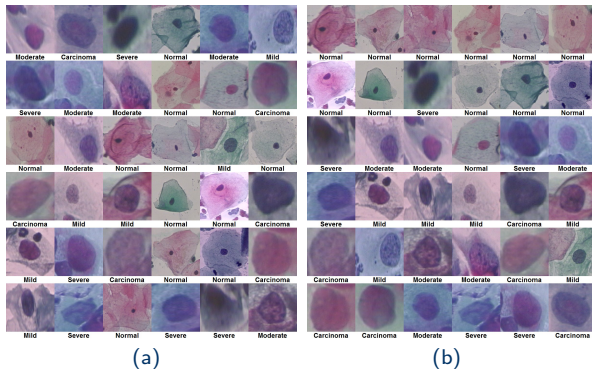 Moderate Carcinoma Severe Normal Moderate Mild
Severe Moderate Moderate Normal Normal Carcinoma
Normal Moderate Normal Normal Mild Normal
Carcinoma Mild Mild Normal Normal Carcinoma
Mild Severe Carcinoma Normal Normal Carcinoma
Mild Severe Normal Severe Severe Moderate
(a)
Normal Normal Normal Normal Normal Normal
Normal Normal Severe Normal Normal Normal
Severe Moderate Moderate Normal Severe Moderate
Severe Mild Mild Mild Carcinoma Mild
Carcinoma Mild Moderate Moderate Carcinoma Mild
Carcinoma Carcinoma Moderate Severe Severe Carcinoma
(b)